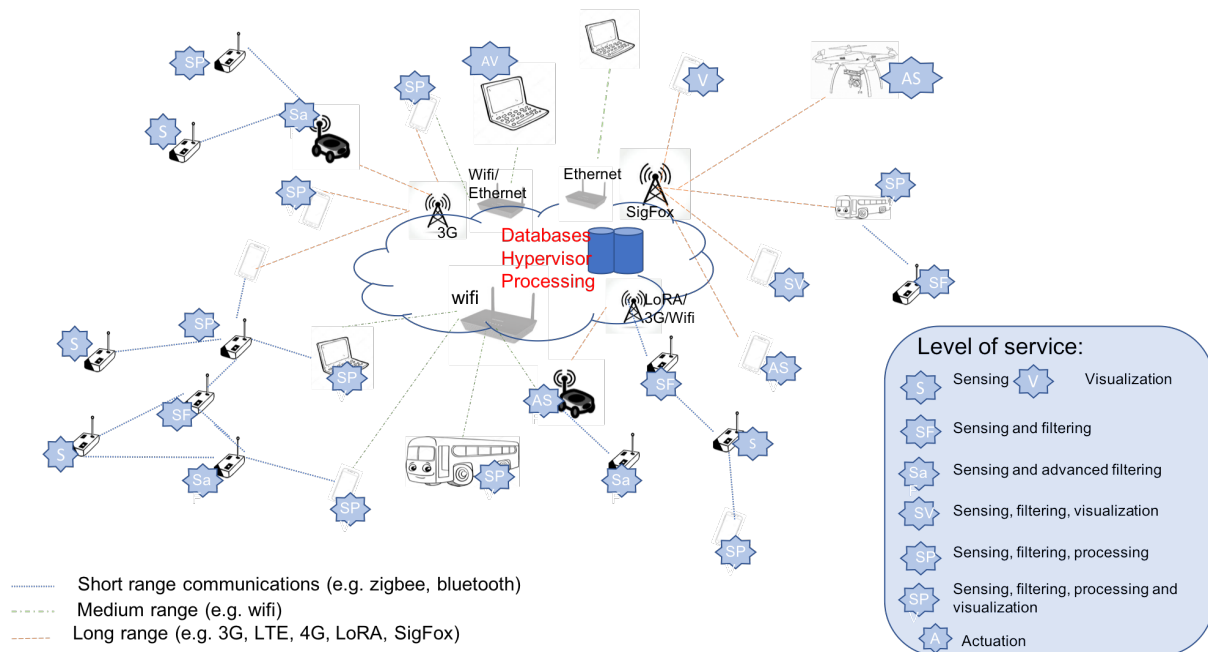 SP
AV
SP
V
AS
Sa
S
Wifi/
Ethernet
Ethernet
SP
SP
3G
SigFox
Databases
Hypervisor
Processing
SV
SF
wifi
LoRA/
3G/Wifi
SP
S
SP
SF
AS
Level of service:
S
Sensing
V
Visualization
SF
AS
SF
Sensing and filtering
S
S
Sa
SP
SP
Sa
Sa
Sensing and advanced filtering
SV
Sensing, filtering, visualization
SP
SP
Sensing, filtering, processing
Short range communications (e.g. zigbee, bluetooth)
SP
Sensing, filtering, processing and
visualization
Medium range (e.g. wifi)
Long range (e.g. 3G, LTE, 4G, LoRA, SigFox)
A
Actuation